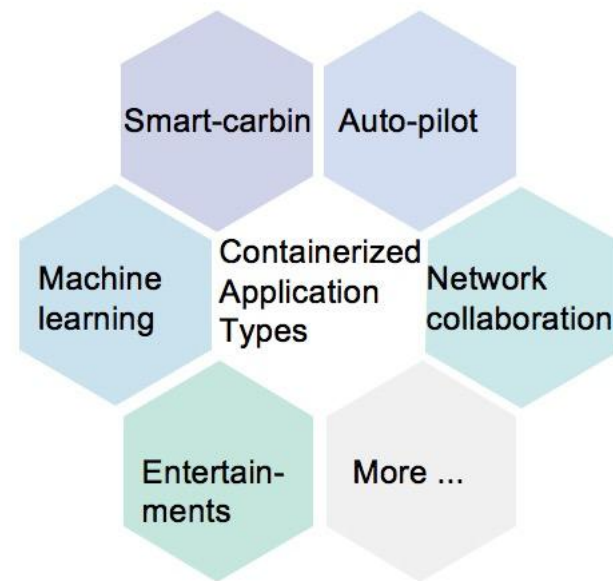 Smart-carbin
Auto-pilot
Containerized
Application
Types
Machine
learning
Network
collaboration
Entertain-
ments
More ...